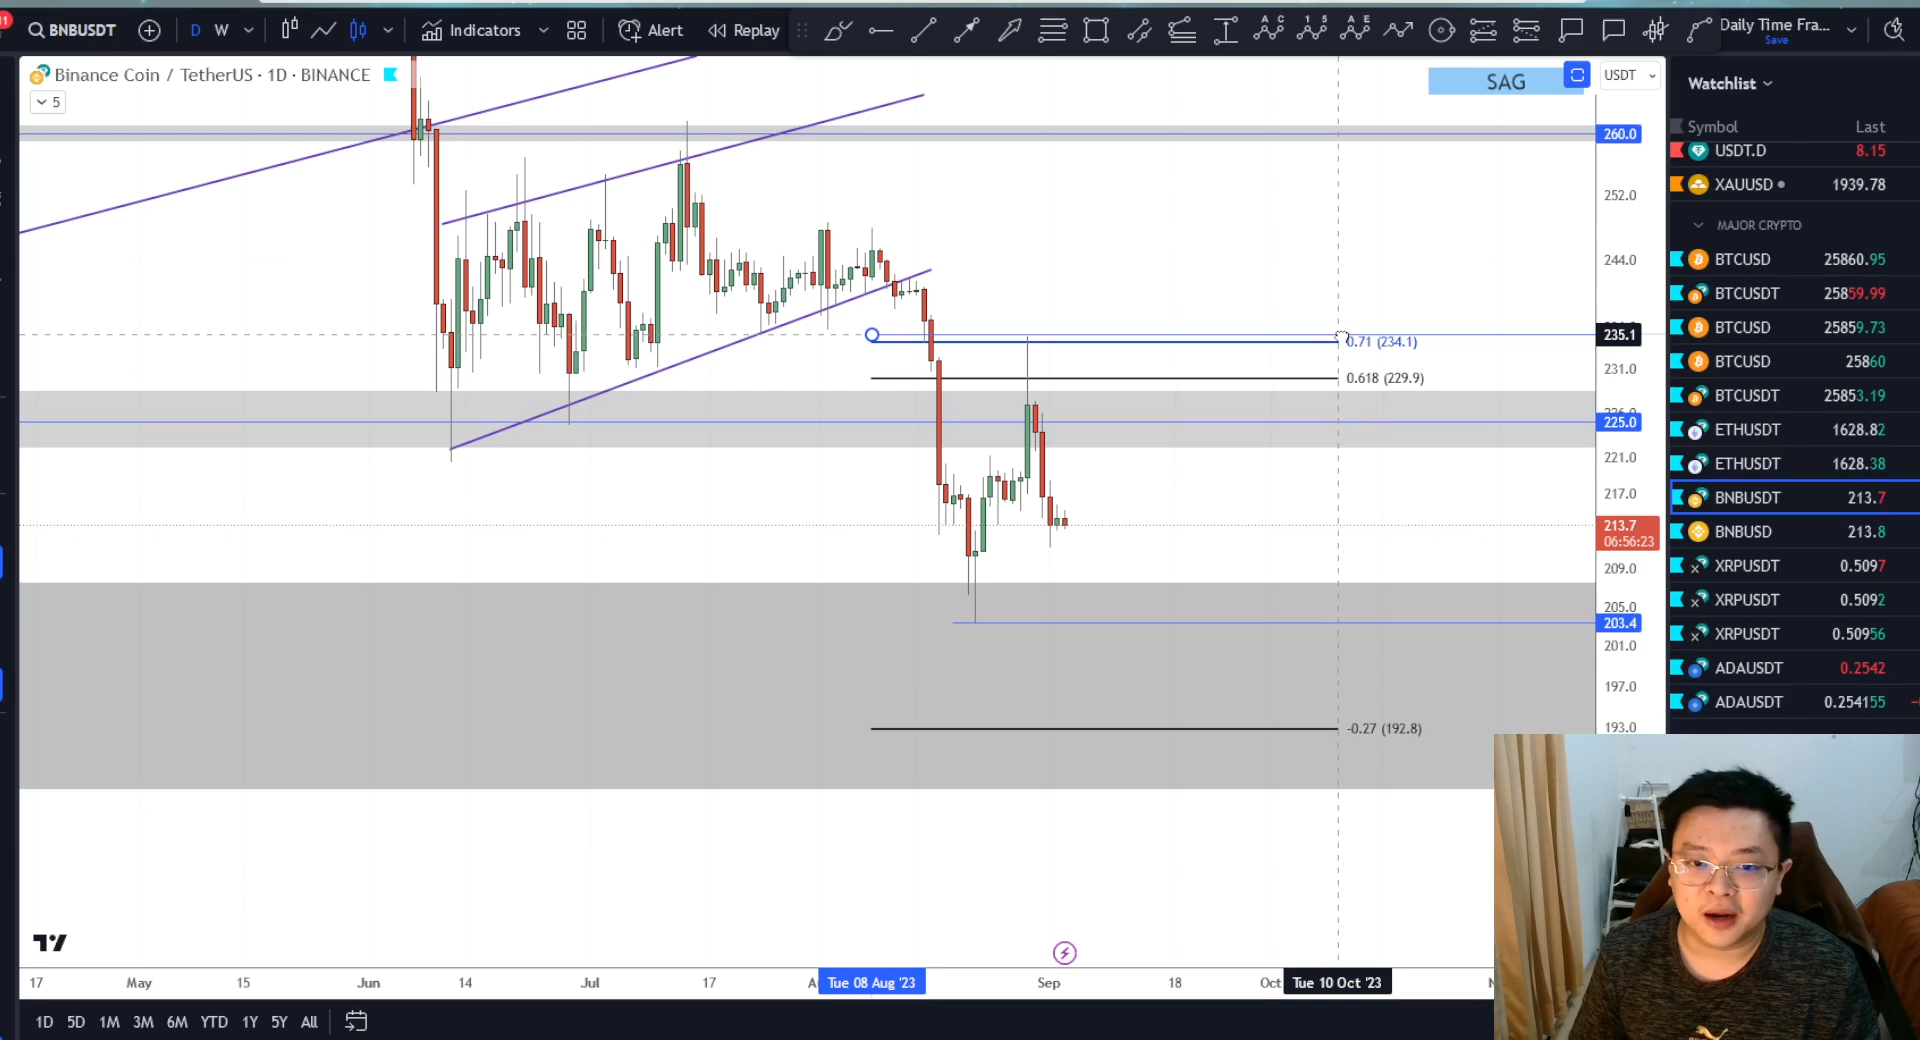 11
BNBUSDT
D
W
Indicators
Alert
Replay
A C
1 5
A E
Daily Time Fra...
Save
Binance Coin / TetherUS · 1D · BINANCE
5
SAG
USDT
260.0
252.0
244.0
235.1
231.0
225.0
221.0
217.0
213.7
06:56:23
209.0
205.0
203.4
201.0
197.0
193.0
0.71 (234.1)
0.618 (229.9)
-0.27 (192.8)
Watchlist
Symbol Last
USDT.D 8.15
XAUUSD 1939.78
MAJOR CRYPTO
BTCUSD 25860.95
BTCUSDT 25859.99
BTCUSD 25859.73
BTCUSD 25860
BTCUSDT 25853.19
ETHUSDT 1628.82
ETHUSDT 1628.38
BNBUSDT 213.7
BNBUSD 213.8
XRPUSDT 0.5097
XRPUSDT 0.5092
XRPUSDT 0.50956
ADAUSDT 0.2542
ADAUSDT 0.254155
17 May 15 Jun 14 Jul 17 Tue 08 Aug '23 Sep 18 Oct Tue 10 Oct '23
1D 5D 1M 3M 6M YTD 1Y 5Y All